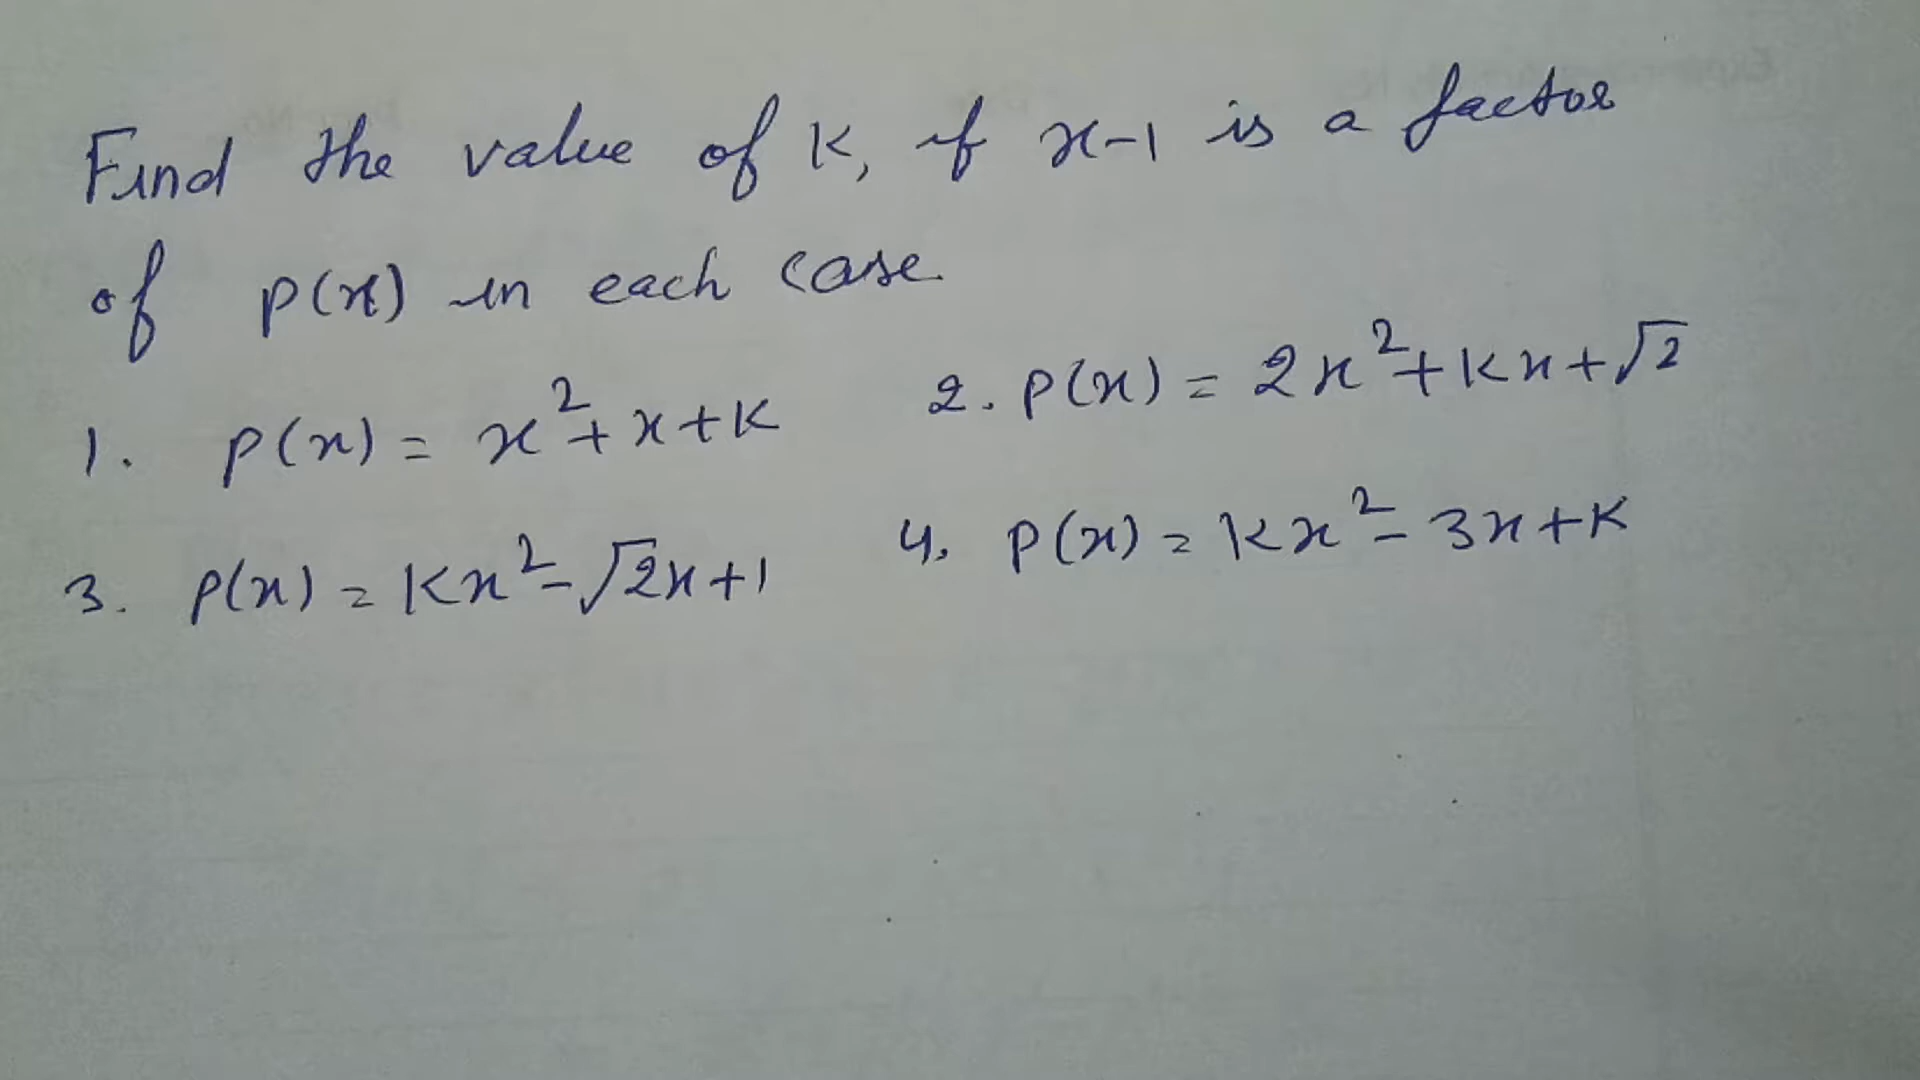 Find the value of K, if x-1 is a factor
of p(x) in each case
1. p(x) = x²+x+K 2. p(x) = 2x²+Kx+√2
3. p(x) = Kx²-√2x+1 4. p(x) = Kx²-3x+K